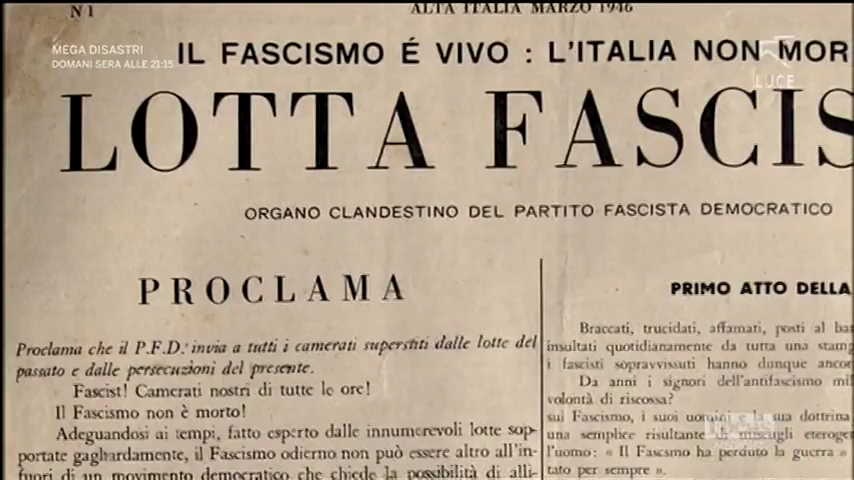 N 1
ALTA ITALIA MARZO 1946
MEGA DISASTRI
DOMANI SERA ALLE 21:15
IL FASCISMO É VIVO : L'ITALIA NON MOR
LUCE
LOTTA FASCIS
ORGANO CLANDESTINO DEL PARTITO FASCISTA DEMOCRATICO
PROCLAMA
Proclama che il P.F.D. invia a tutti i camerati superstiti dalle lotte del
passato e dalle persecuzioni del presente.
Fascist! Camerati nostri di tutte le ore!
Il Fascismo non è morto!
Adeguandosi ai tempi, fatto esperto dalle innumerevoli lotte sop-
portate gagliardamente, il Fascismo odierno non può essere altro all'in-
fuori di un movimento democratico che chiede la possibilità di alli-
PRIMO ATTO DELLA
Braccati, trucidati, affamati, posti al ban
insultati quotidianamente da tutta una stamp
i fascisti sopravvissuti hanno dunque ancor
Da anni i signori dell'antifascismo mil
volontà di riscossa?
sui Fascismo, i suoi uomini la sua dottrina
una semplice risultante di miscugli eteroge
l'uomo: « Il Fascismo ha perduto la guerra »
tato per sempre ».